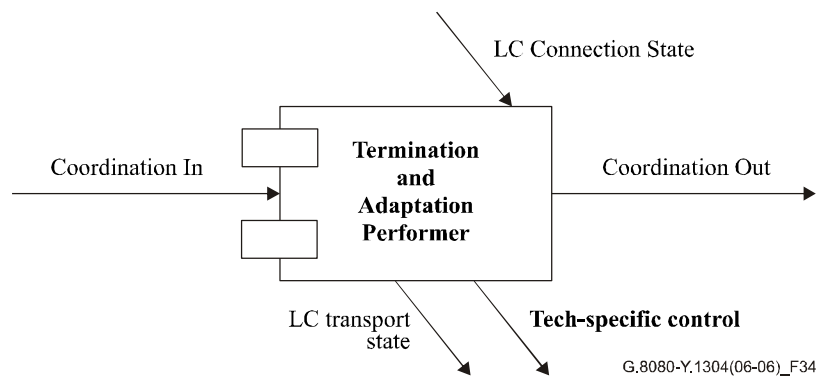 LC Connection State
Coordination In
Termination
and
Adaptation
Performer
Coordination Out
LC transport
state
Tech-specific control
G.8080-Y.1304(06-06)_F34